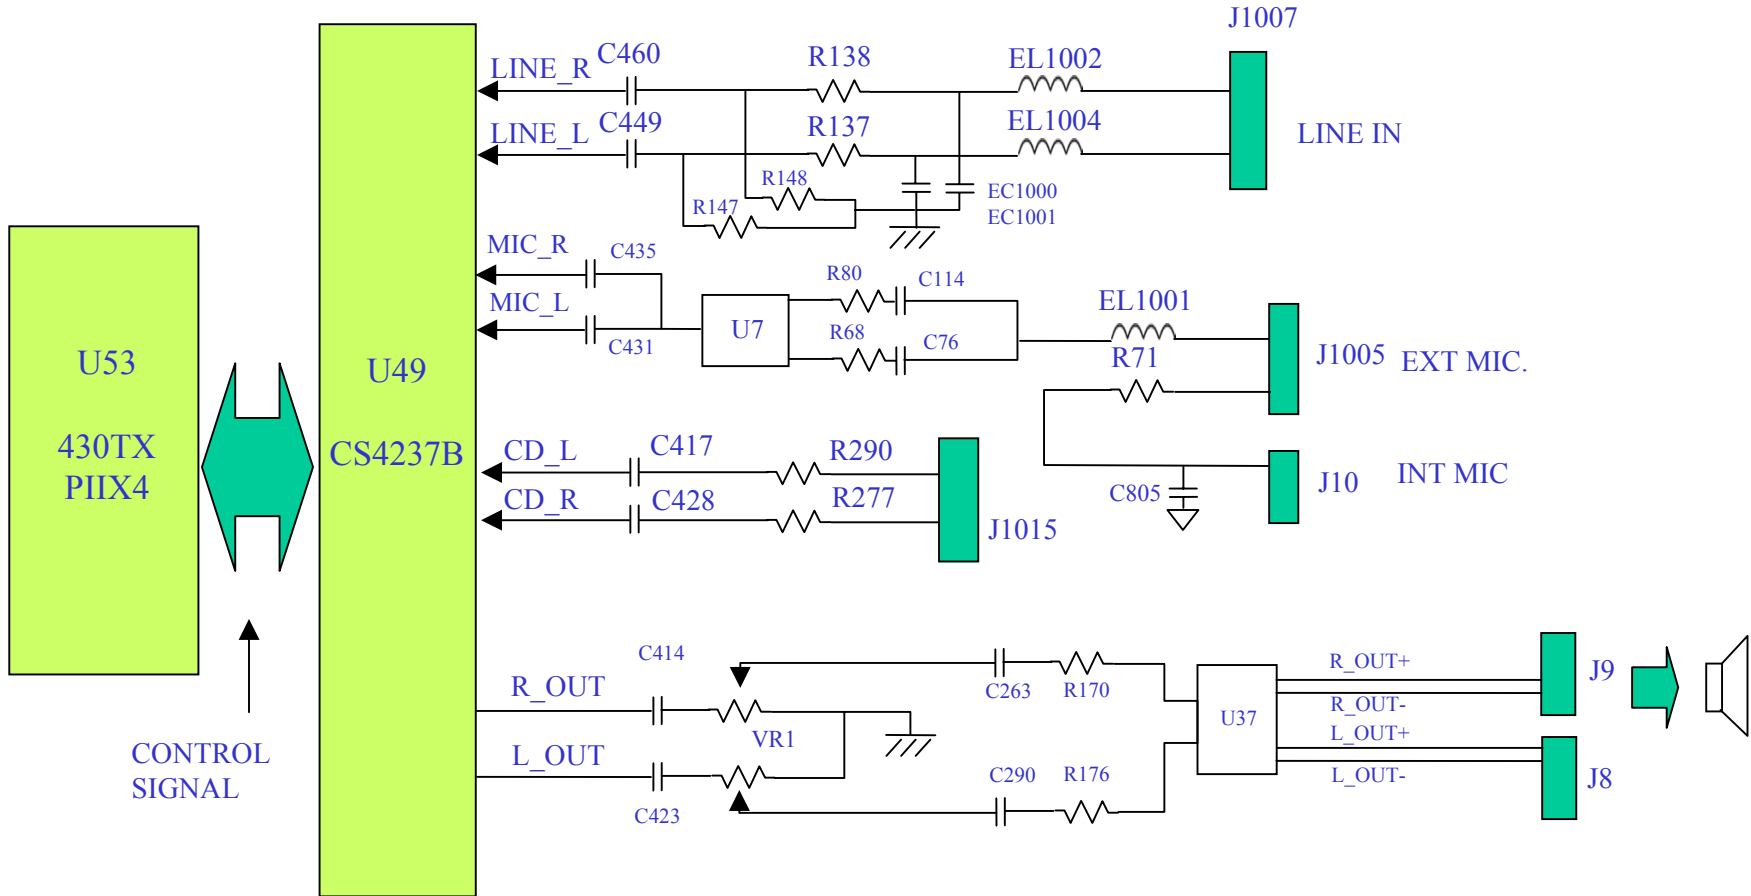 J1007
C460
R138
EL1002
LINE_R
C449
R137
EL1004
LINE_L
LINE IN
R148
R147
EC1000
EC1001
MIC_R
C435
R80
C114
MIC_L
EL1001
U7
R68
C76
C431
R71
J1005
EXT MIC.
U53
430TX
PIIX4
U49
CS4237B
CD_L
C417
R290
CD_R
C428
R277
J1015
C805
J10
INT MIC
C414
R_OUT
VR1
L_OUT
C423
C263
R170
C290
R176
U37
R_OUT+
R_OUT-
L_OUT+
L_OUT-
J9
J8
CONTROL
SIGNAL